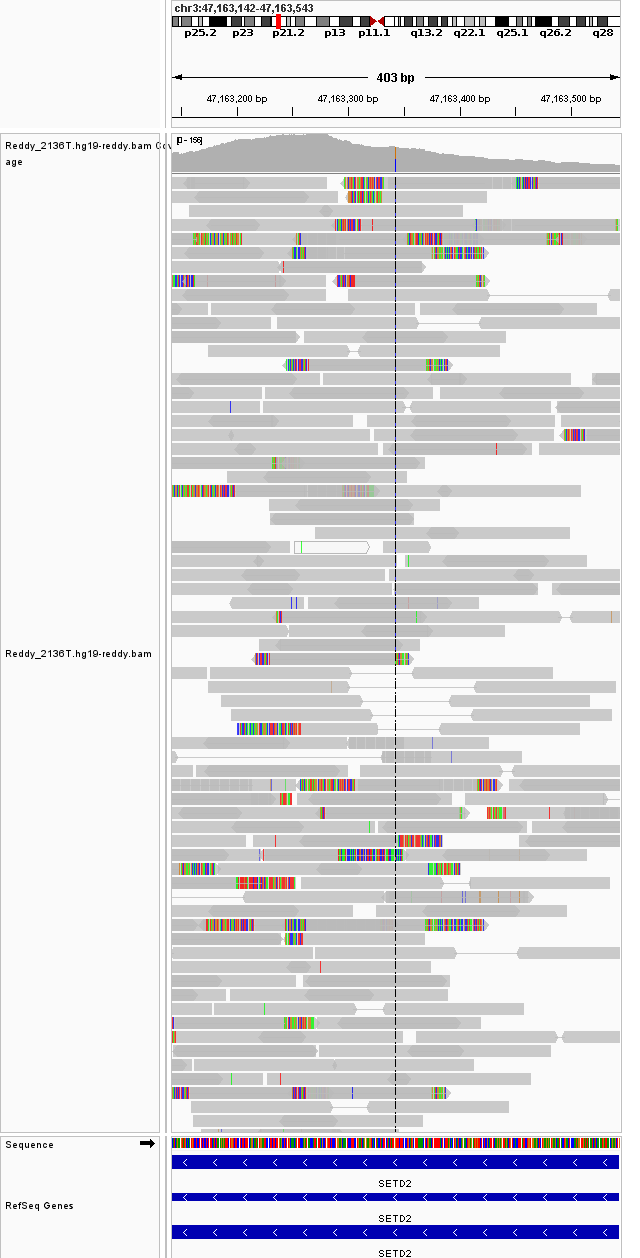 chr3:47,163,142-47,163,543
p25.2 p23 p21.2 p13 p11.1 q13.2 q22.1 q25.1 q26.2 q28
403 bp
47,163,200 bp 47,163,300 bp 47,163,400 bp 47,163,500 bp
[0 - 156]
Reddy_2136T.hg19-reddy.bam Cov
age
Reddy_2136T.hg19-reddy.bam
Sequence
SETD2
RefSeq Genes
SETD2
SETD2